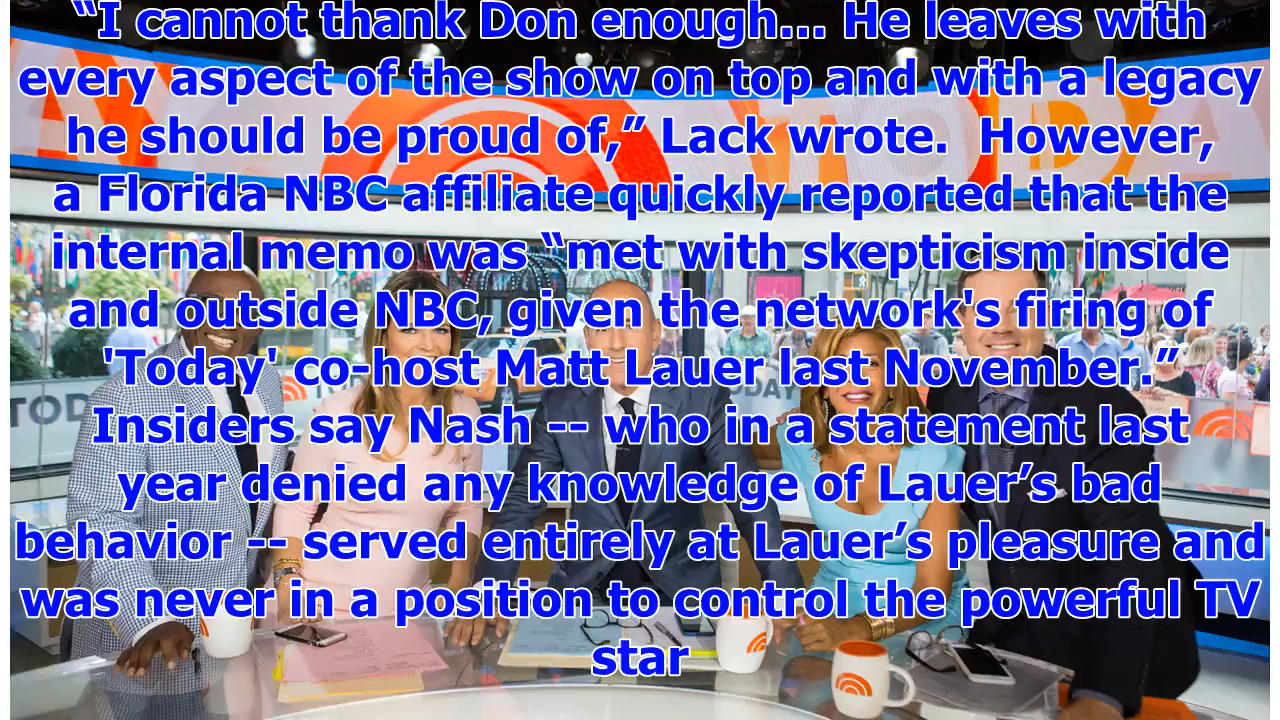 “I cannot thank Don enough... He leaves with
every aspect of the show on top and with a legacy
he should be proud of,” Lack wrote.  However,
a Florida NBC affiliate quickly reported that the
internal memo was “met with skepticism inside
and outside NBC, given the network's firing of
'Today'  co-host Matt Lauer last November.”
Insiders say Nash -- who in a statement last
year denied any knowledge of Lauer’s bad
behavior -- served entirely at Lauer’s pleasure and
was never in a position to control the powerful TV
star